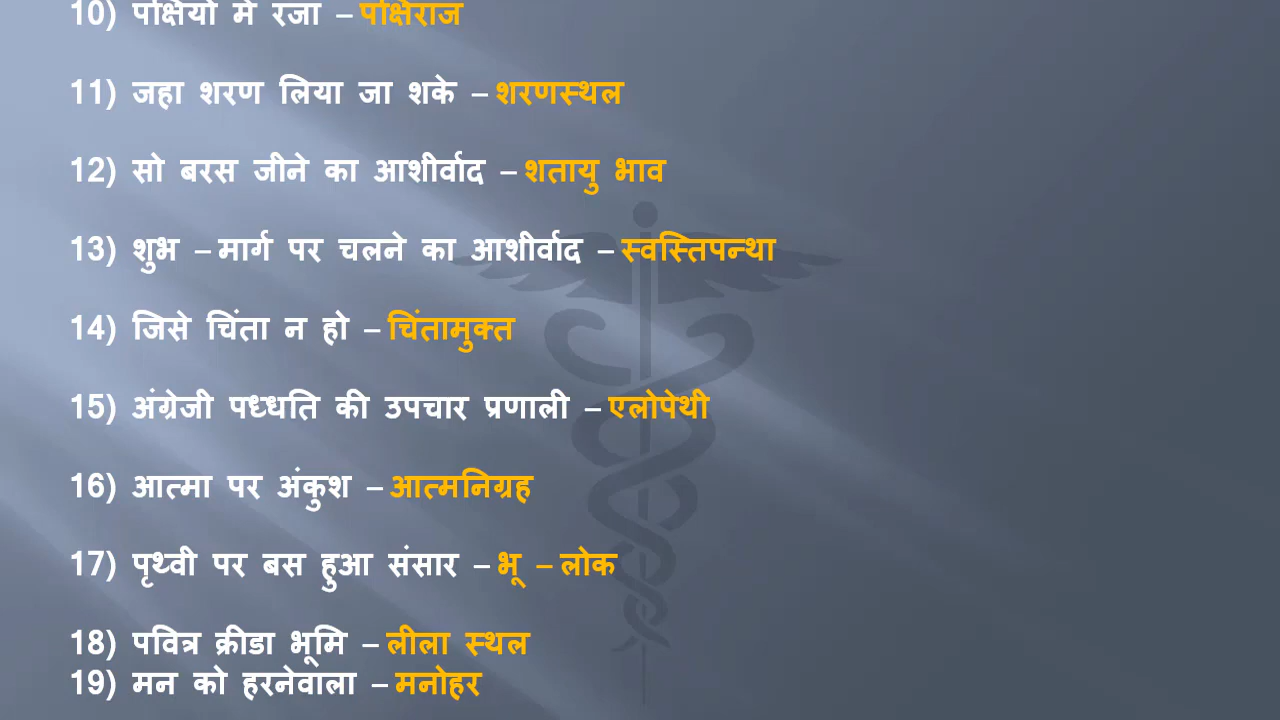 10) पक्षियों में रजा – पक्षिराज
11) जहा शरण लिया जा शके – शरणस्थल
12) सो बरस जीने का आशीर्वाद – शतायु भाव
13) शुभ – मार्ग पर चलने का आशीर्वाद – स्वस्तिपन्था
14) जिसे चिंता न हो – चिंतामुक्त
15) अंग्रेजी पध्धति की उपचार प्रणाली – एलोपेथी
16) आत्मा पर अंकुश – आत्मनिग्रह
17) पृथ्वी पर बस हुआ संसार – भू – लोक
18) पवित्र क्रीडा भूमि – लीला स्थल
19) मन को हरनेवाला – मनोहर